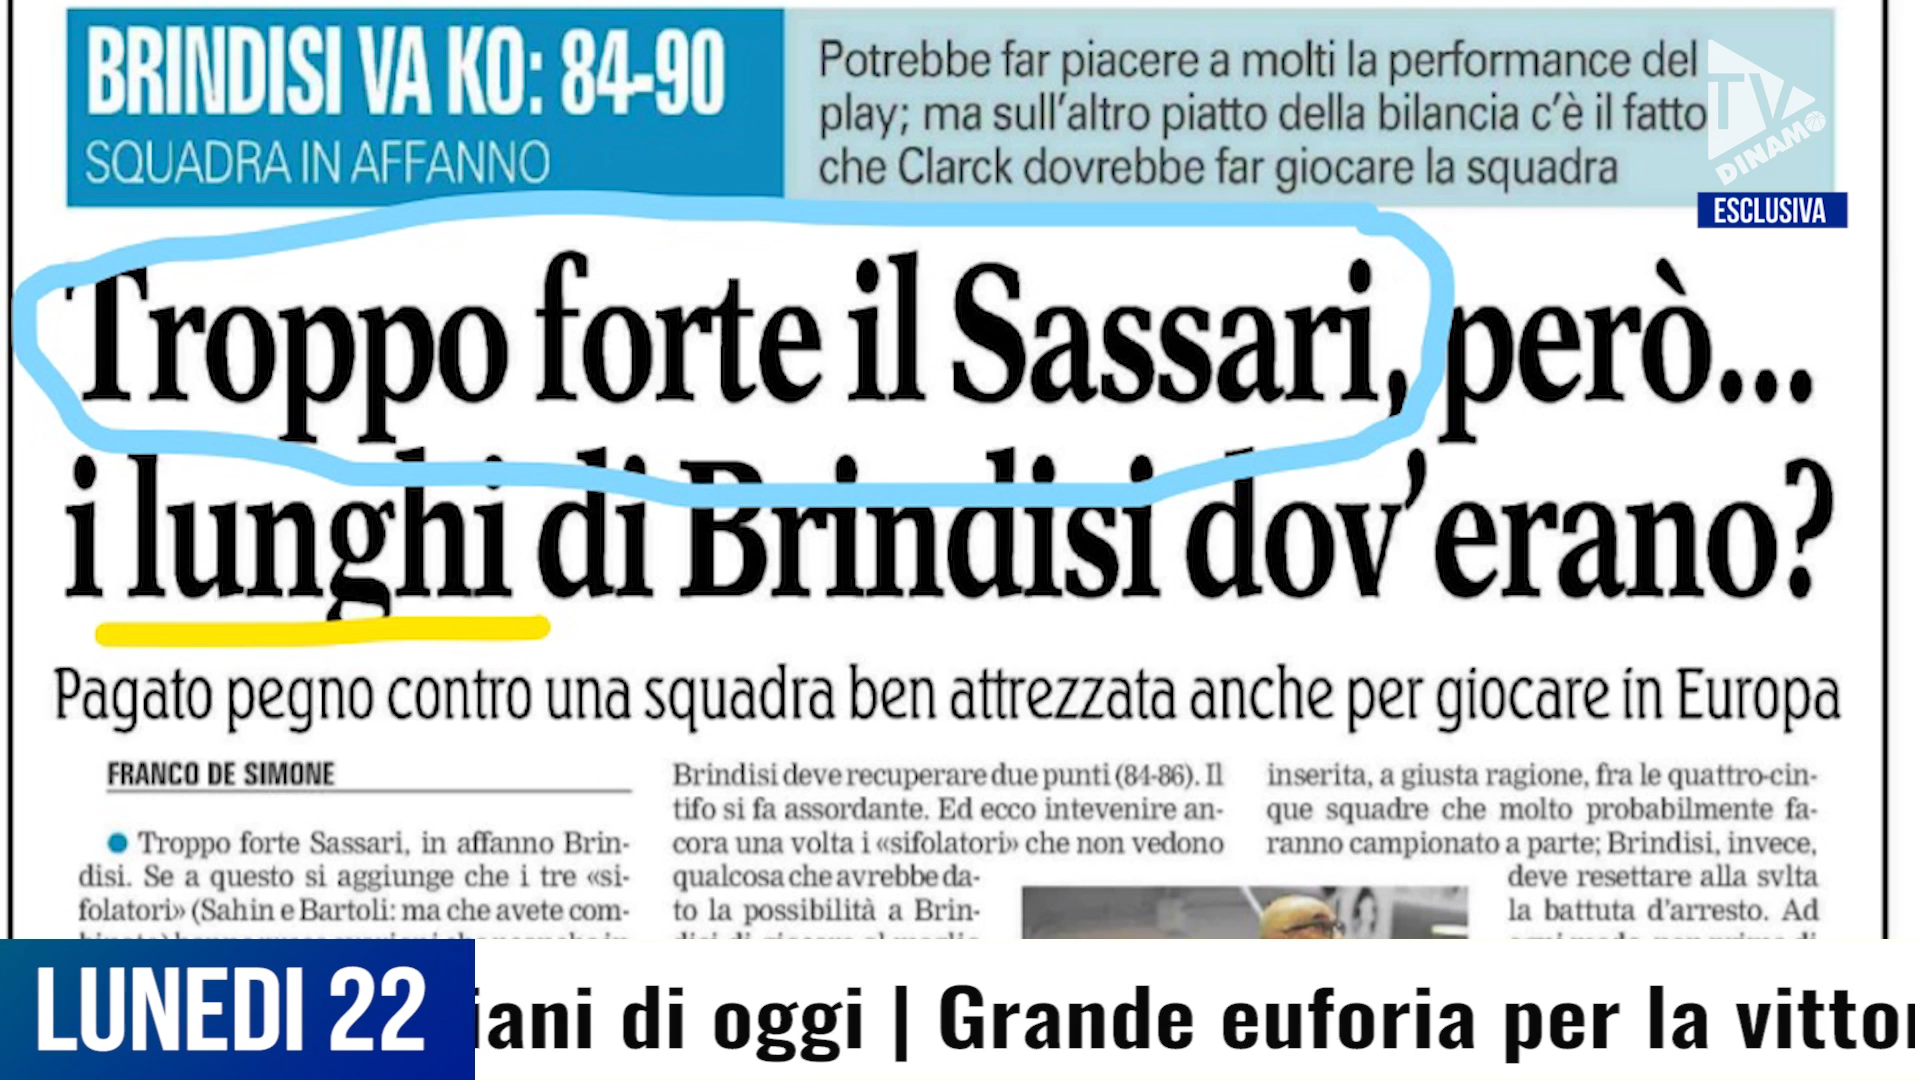 BRINDISI VA KO: 84-90
SQUADRA IN AFFANNO
Potrebbe far piacere a molti la performance del
play; ma sull'altro piatto della bilancia c'è il fatto
che Clarck dovrebbe far giocare la squadra
TV
DINAMO
ESCLUSIVA
Troppo forte il Sassari, però...
i lunghi di Brindisi dov'erano?
Pagato pegno contro una squadra ben attrezzata anche per giocare in Europa
FRANCO DE SIMONE
● Troppo forte Sassari, in affanno Brin-
disi. Se a questo si aggiunge che i tre «si-
folatori» (Sahin e Bartoli: ma che avete com-
Brindisi deve recuperare due punti (84-86). Il
tifo si fa assordante. Ed ecco intevenire an-
cora una volta i «sifolatori» che non vedono
qualcosa che avrebbe da-
to la possibilità a Brin-
inserita, a giusta ragione, fra le quattro-cin-
que squadre che molto probabilmente fa-
ranno campionato a parte; Brindisi, invece,
deve resettare alla svlta
la battuta d'arresto. Ad
LUNEDI 22
iani di oggi | Grande euforia per la vittor